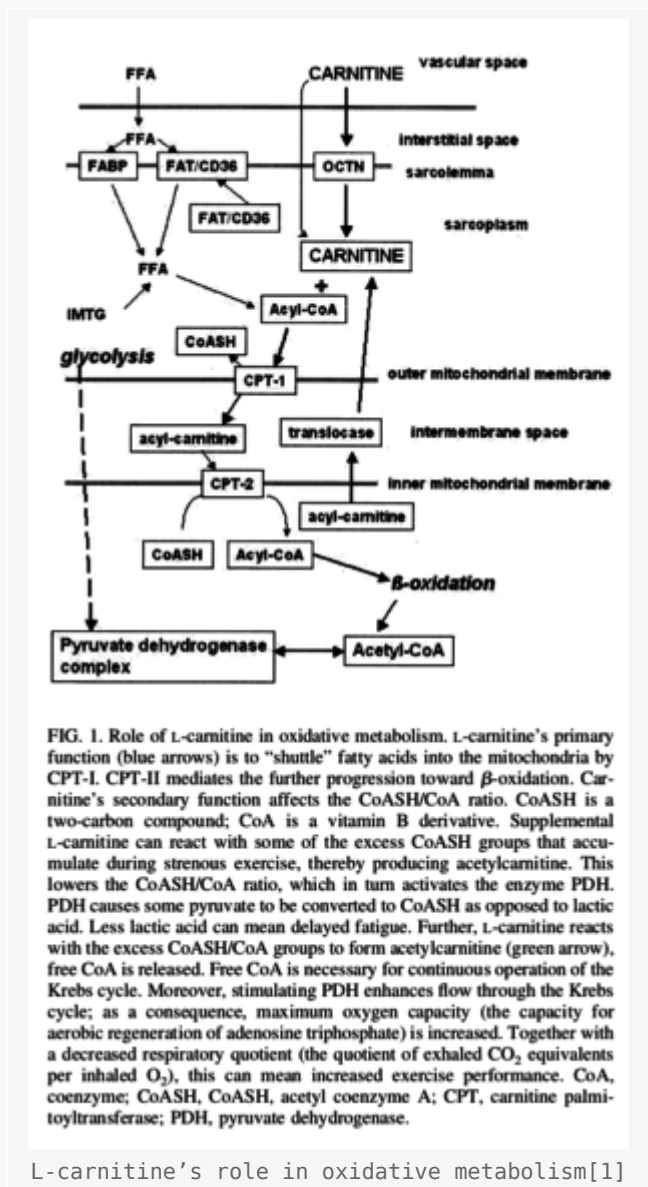 FFA
CARNITINE
vascular space
FFA
interstitial space
FABP
FAT/CD36
OCTN
sarcolemma
FAT/CD36
sarcoplasm
CARNITINE
FFA
+
Acyl-CoA
IMTG
CoASH
glycolysis
CPT-1
outer mitochondrial membrane
acyl-carnitine
translocase
intermembrane space
CPT-2
inner mitochondrial membrane
acyl-carnitine
CoASH
Acyl-CoA
ß-oxidation
Pyruvate dehydrogenase
complex
Acetyl-CoA
FIG. 1. Role of L-carnitine in oxidative metabolism. L-carnitine's primary
function (blue arrows) is to "shuttle" fatty acids into the mitochondria by
CPT-I. CPT-II mediates the further progression toward β-oxidation. Car-
nitine's secondary function affects the CoASH/CoA ratio. CoASH is a
two-carbon compound; CoA is a vitamin B derivative. Supplemental
L-carnitine can react with some of the excess CoASH groups that accu-
mulate during strenous exercise, thereby producing acetylcarnitine. This
lowers the CoASH/CoA ratio, which in turn activates the enzyme PDH.
PDH causes some pyruvate to be converted to CoASH as opposed to lactic
acid. Less lactic acid can mean delayed fatigue. Further, L-carnitine reacts
with the excess CoASH/CoA groups to form acetylcarnitine (green arrow),
free CoA is released. Free CoA is necessary for continuous operation of the
Krebs cycle. Moreover, stimulating PDH enhances flow through the Krebs
cycle; as a consequence, maximum oxygen capacity (the capacity for
aerobic regeneration of adenosine triphosphate) is increased. Together with
a decreased respiratory quotient (the quotient of exhaled CO₂ equivalents
per inhaled O₂), this can mean increased exercise performance. CoA,
coenzyme; CoASH, CoASH, acetyl coenzyme A; CPT, carnitine palmi-
toyltransferase; PDH, pyruvate dehydrogenase.
L-carnitine's role in oxidative metabolism[1]